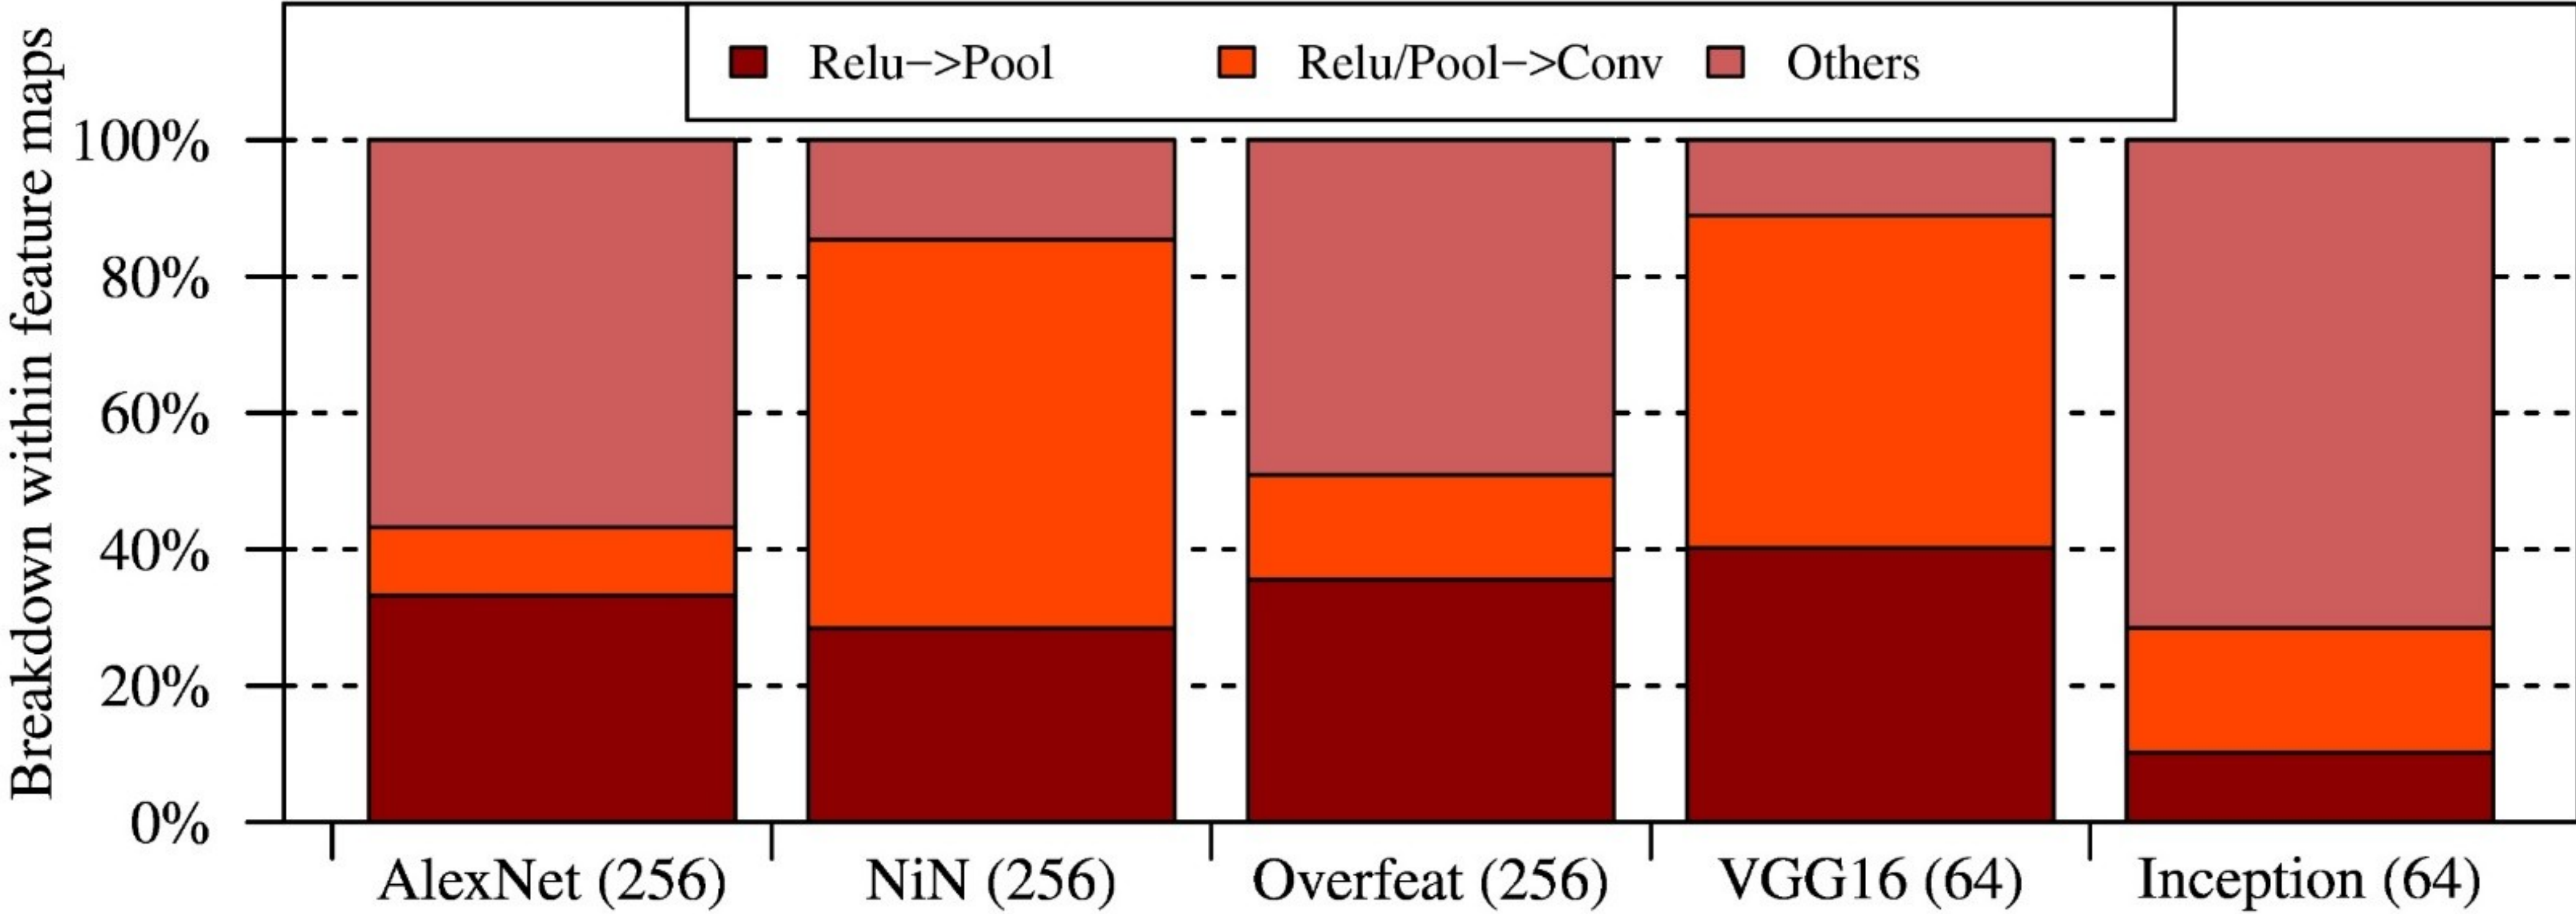 Breakdown within feature maps
Relu−>Pool
Relu/Pool−>Conv
Others
100%
80%
60%
40%
20%
0%
AlexNet (256)
NiN (256)
Overfeat (256)
VGG16 (64)
Inception (64)